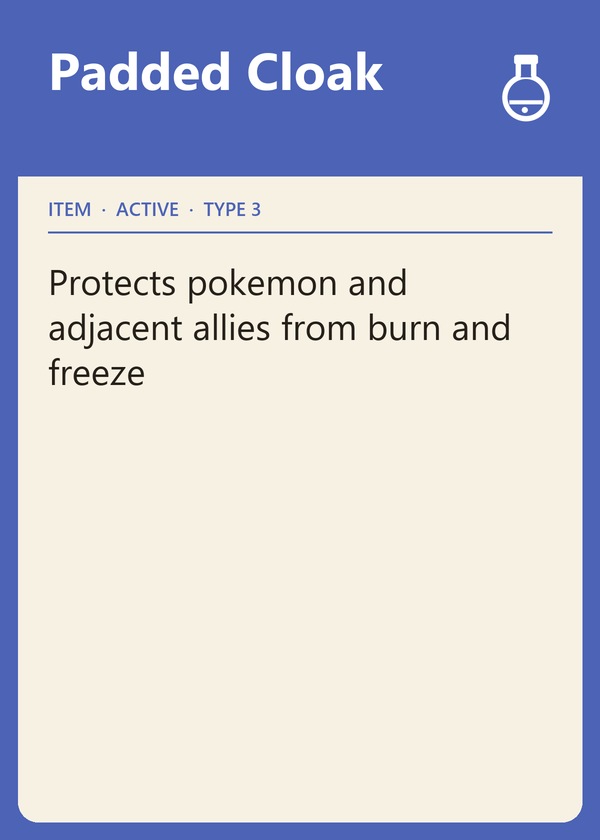 Padded Cloak
ITEM · ACTIVE · TYPE 3
Protects pokemon and
adjacent allies from burn and
freeze